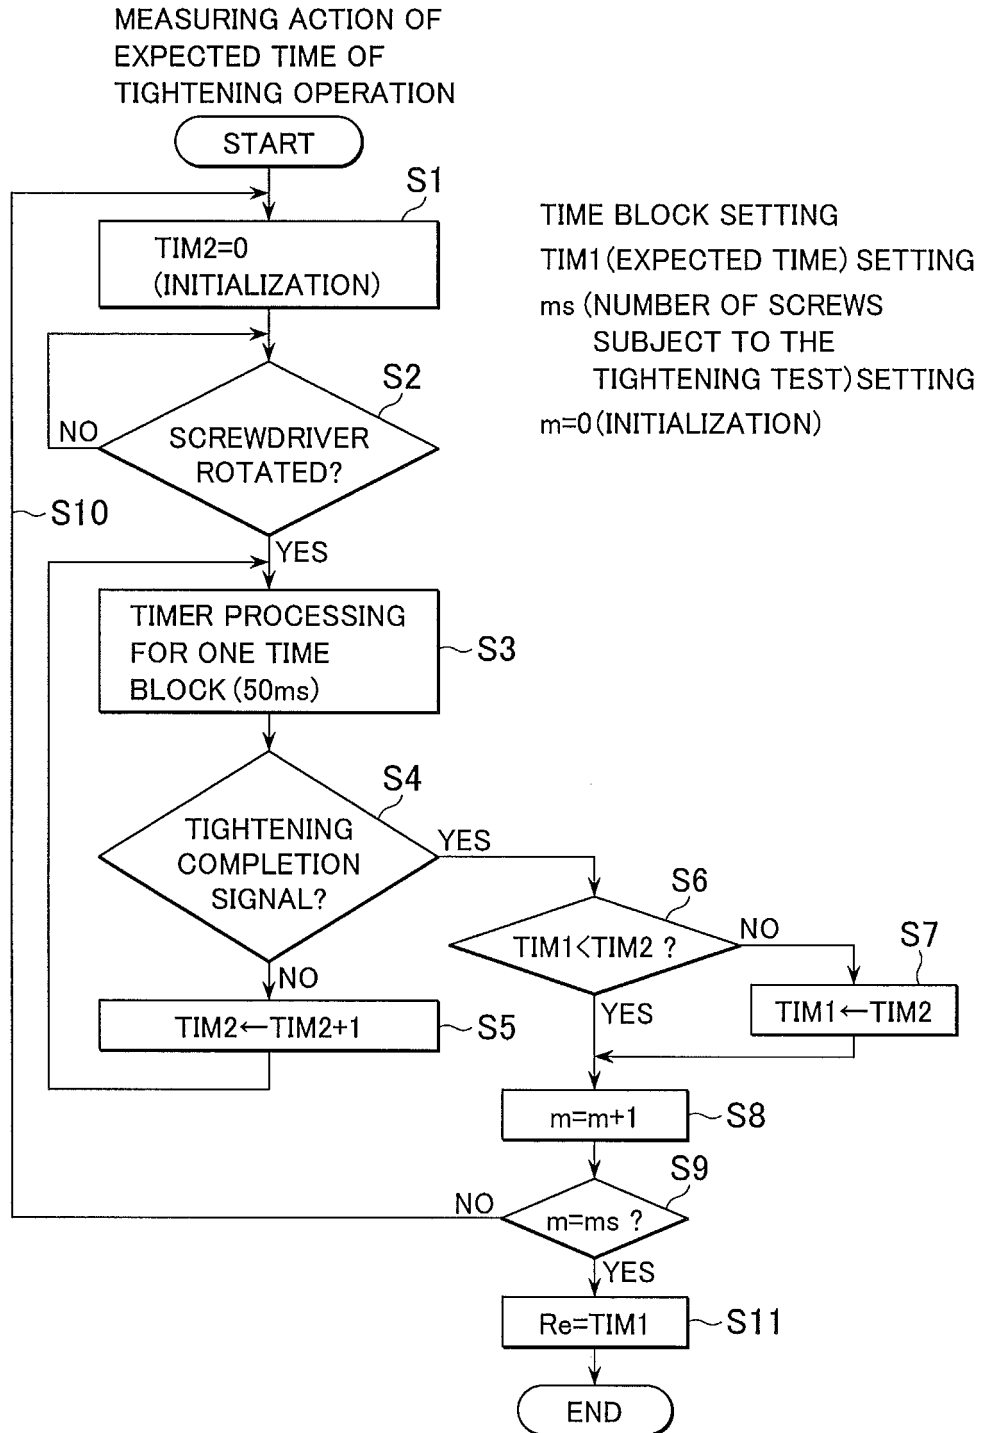 MEASURING ACTION OF
EXPECTED TIME OF
TIGHTENING OPERATION
START
S1
TIM2=0
(INITIALIZATION)
TIME BLOCK SETTING
TIM1(EXPECTED TIME) SETTING
ms (NUMBER OF SCREWS
SUBJECT TO THE
TIGHTENING TEST) SETTING
m=0(INITIALIZATION)
S2
NO
SCREWDRIVER
ROTATED?
S10
YES
TIMER PROCESSING
FOR ONE TIME
BLOCK (50ms)
S3
S4
TIGHTENING
COMPLETION
SIGNAL?
YES
NO
TIM2←TIM2+1
S5
S6
TIM1<TIM2 ?
NO
YES
S7
TIM1←TIM2
m=m+1
S8
S9
NO
m=ms ?
YES
Re=TIM1
S11
END